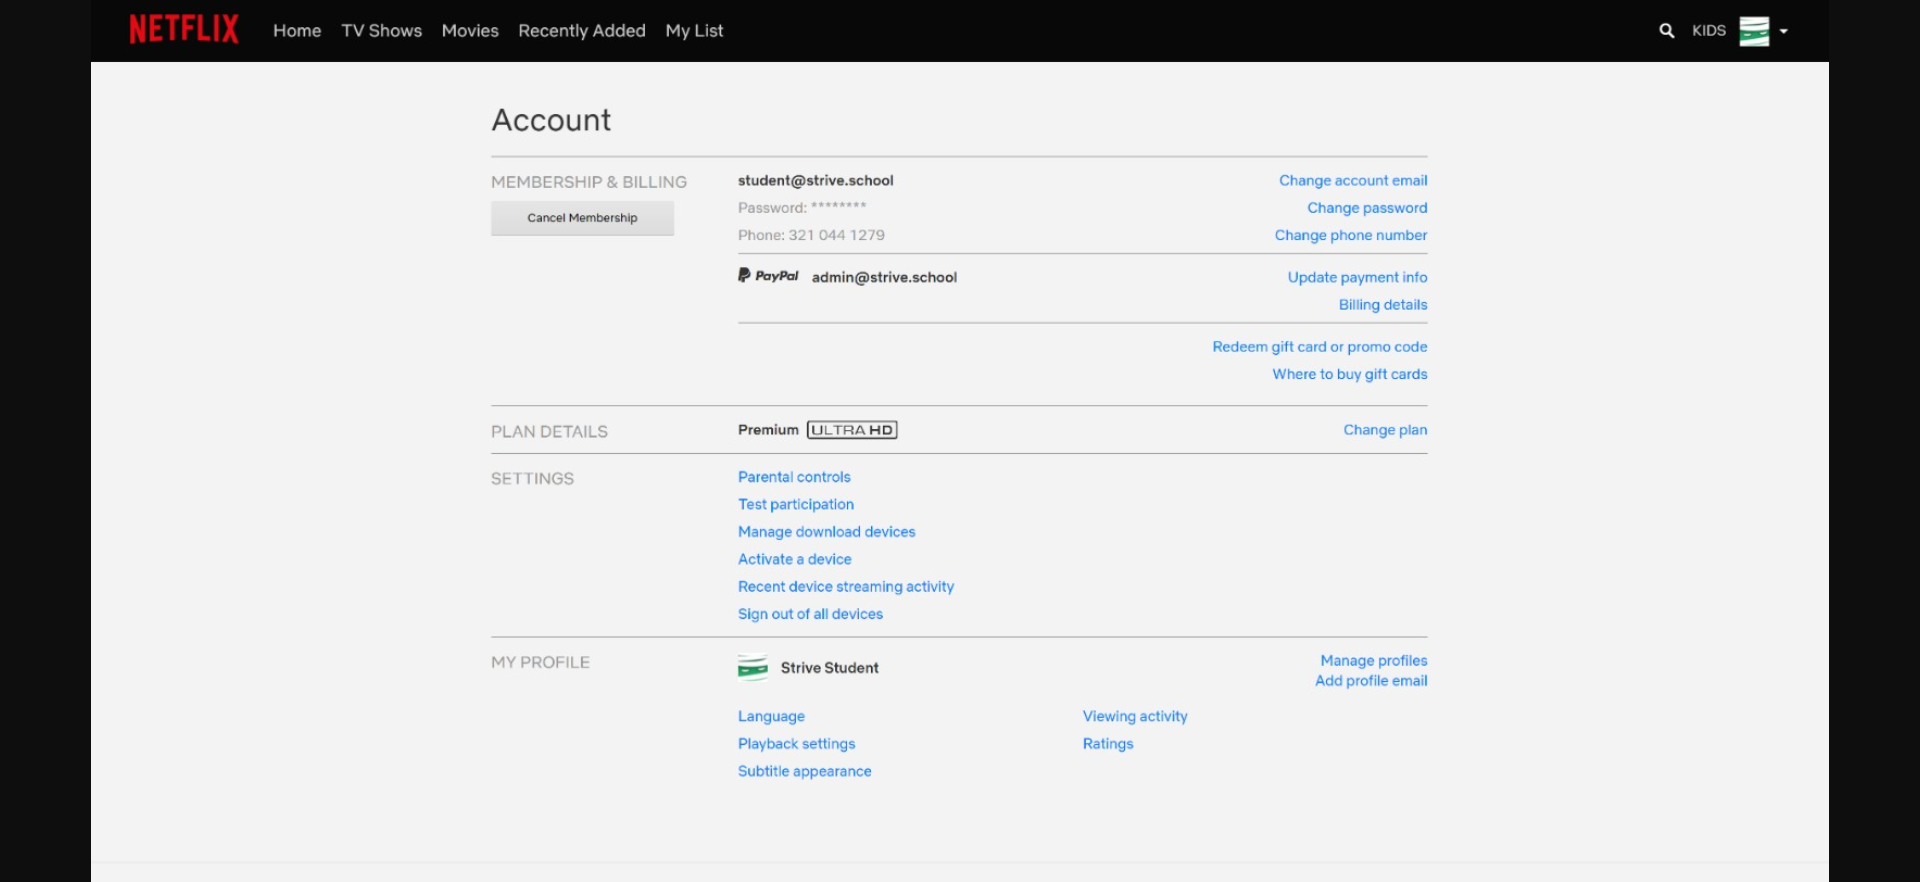 NETFLIX Home TV Shows Movies Recently Added My List KIDS
Account
MEMBERSHIP & BILLING student@strive.school Change account email
Cancel Membership Password: ******** Change password
Phone: 321 044 1279 Change phone number
PayPal admin@strive.school Update payment info
Billing details
Redeem gift card or promo code
Where to buy gift cards
PLAN DETAILS Premium ULTRA HD Change plan
SETTINGS Parental controls
Test participation
Manage download devices
Activate a device
Recent device streaming activity
Sign out of all devices
MY PROFILE Strive Student Manage profiles
Add profile email
Language Viewing activity
Playback settings Ratings
Subtitle appearance